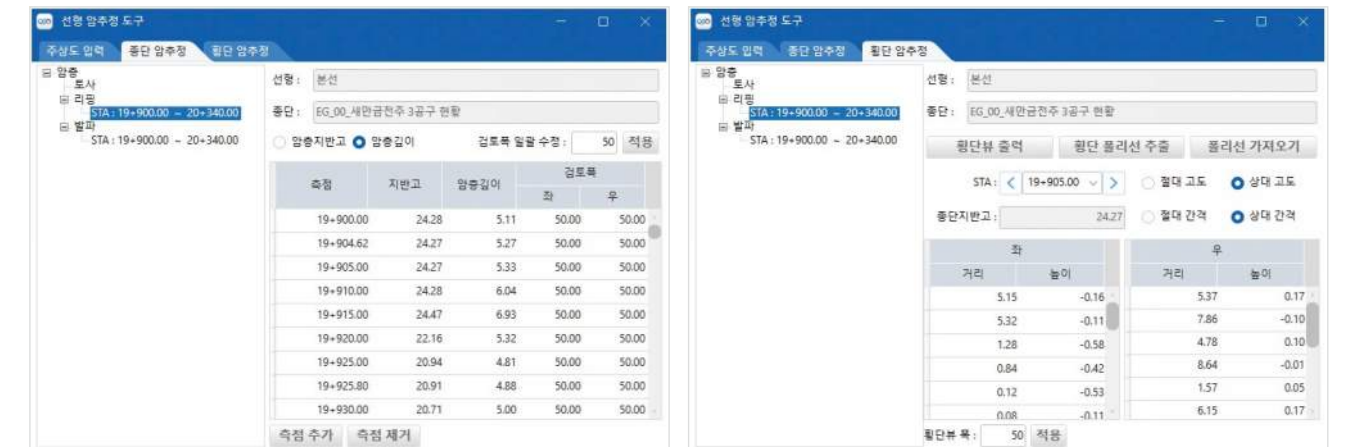 선형 암추정 도구
주상도 입력 종단 암추정 횡단 암추정
암층
토사
리핑
STA : 19+900.00 ~ 20+340.00
발파
STA : 19+900.00 ~ 20+340.00
선형 : 본선
종단 : EG_00_새만금전주 3공구 현황
암층지반고 암층깊이 검토폭 일괄 수정 : 50 적용
측점 지반고 암층깊이 검토폭
좌 우
19+900.00 24.28 5.11 50.00 50.00
19+904.62 24.27 5.27 50.00 50.00
19+905.00 24.27 5.33 50.00 50.00
19+910.00 24.28 6.04 50.00 50.00
19+915.00 24.47 6.93 50.00 50.00
19+920.00 22.16 5.32 50.00 50.00
19+925.00 20.94 4.81 50.00 50.00
19+925.80 20.91 4.88 50.00 50.00
19+930.00 20.71 5.00 50.00 50.00
측점 추가 측점 제거
선형 암추정 도구
주상도 입력 종단 암추정 횡단 암추정
암층
토사
리핑
STA : 19+900.00 ~ 20+340.00
발파
STA : 19+900.00 ~ 20+340.00
선형 : 본선
종단 : EG_00_새만금전주 3공구 현황
횡단뷰 출력 횡단 폴리선 추출 폴리선 가져오기
STA : < 19+905.00 > 절대 고도 상대 고도
종단지반고 : 24.27 절대 간격 상대 간격
좌 우
거리 높이 거리 높이
5.15 -0.16 5.37 0.17
5.32 -0.11 7.86 -0.10
1.28 -0.58 4.78 0.10
0.84 -0.42 8.64 -0.01
0.12 -0.53 1.57 0.05
0.08 -0.11 6.15 0.17
횡단뷰 폭 : 50 적용